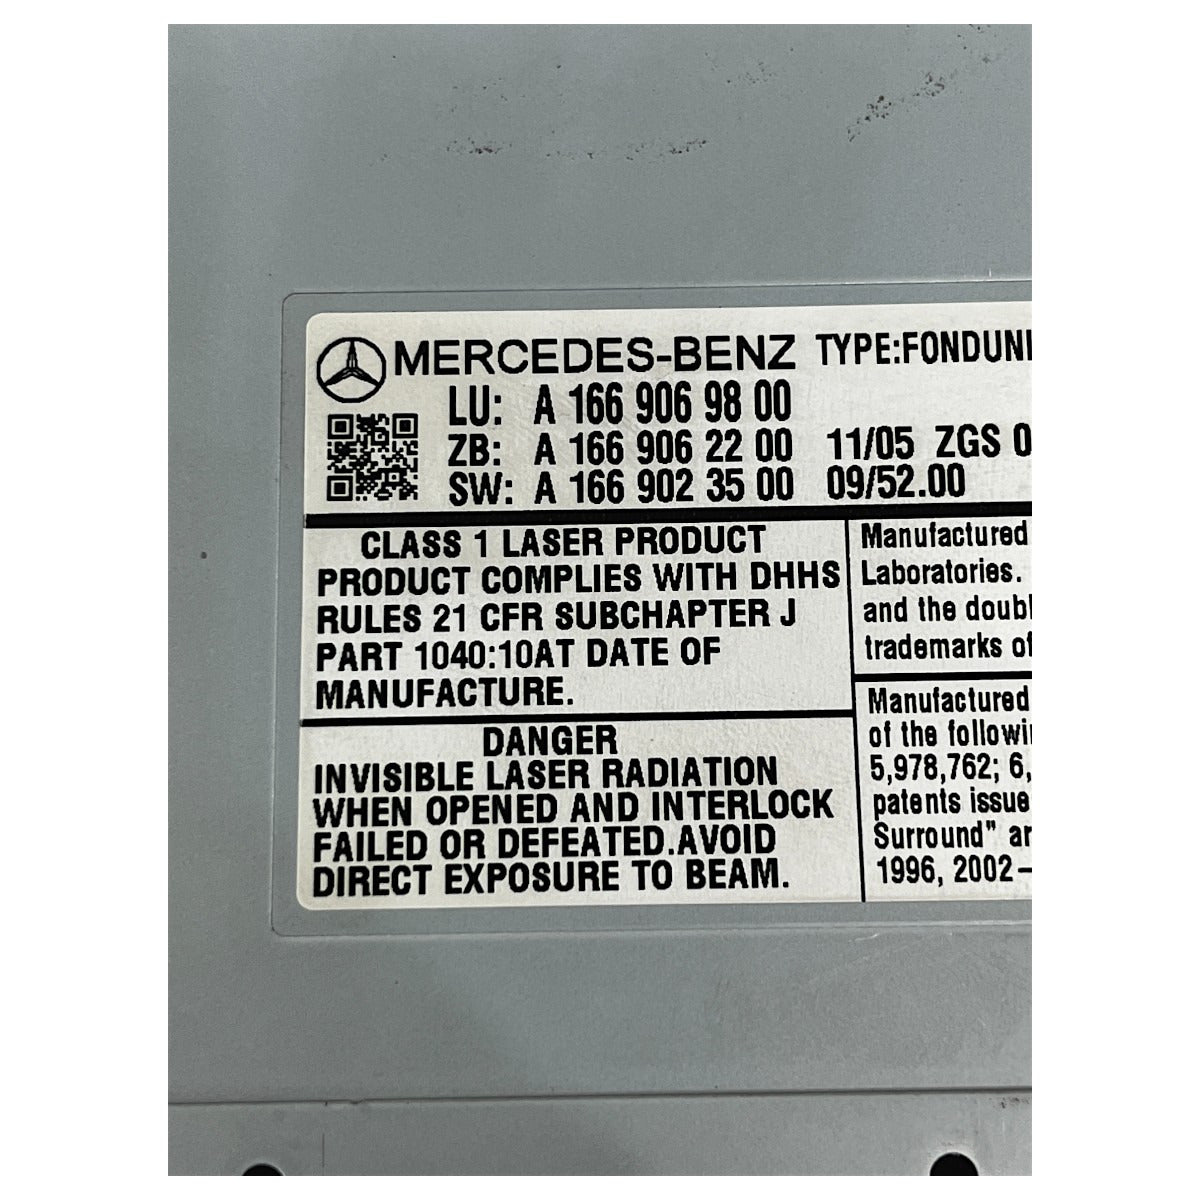 MERCEDES-BENZ TYPE:FONDUNI
LU: A 166 906 98 00
ZB: A 166 906 22 00 11/05 ZGS 0
SW: A 166 902 35 00 09/52.00
CLASS 1 LASER PRODUCT
PRODUCT COMPLIES WITH DHHS
RULES 21 CFR SUBCHAPTER J
PART 1040:10AT DATE OF
MANUFACTURE.
Manufactured
Laboratories.
and the doubl
trademarks of
DANGER
INVISIBLE LASER RADIATION
WHEN OPENED AND INTERLOCK
FAILED OR DEFEATED.AVOID
DIRECT EXPOSURE TO BEAM.
Manufactured
of the followi
5,978,762; 6,
patents issue
Surround" ar
1996, 2002-